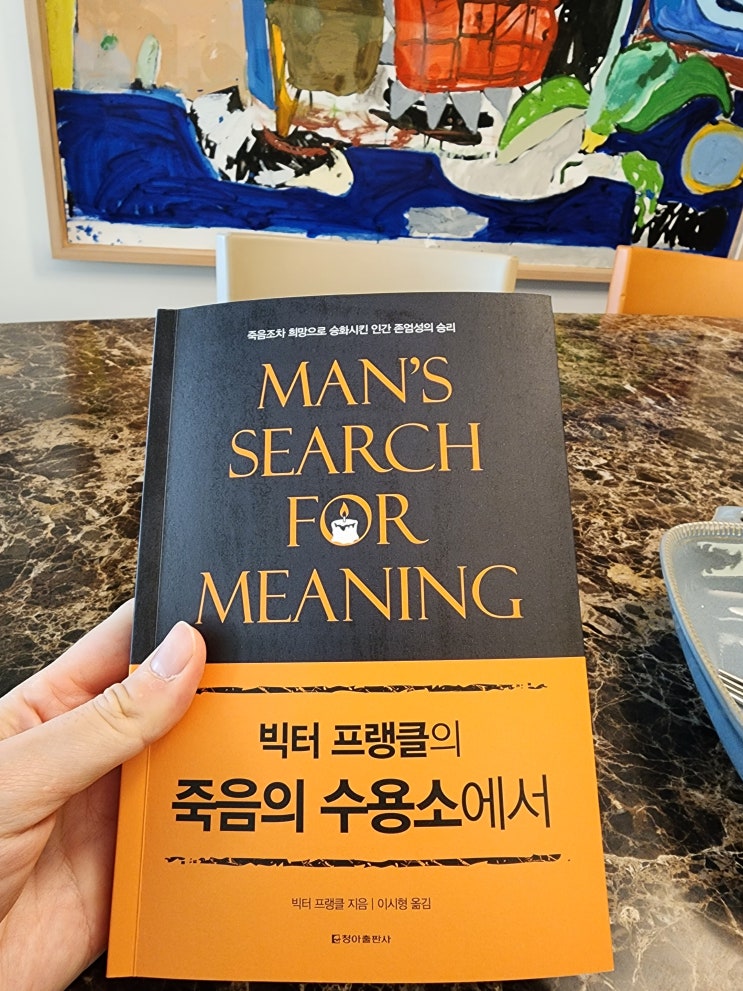 죽음조차 희망으로 승화시킨 인간 존엄성의 승리
MAN'S
SEARCH
FOR
MEANING
빅터 프랭클의
죽음의 수용소에서
빅터 프랭클 지음 | 이시형 옮김
청아출판사